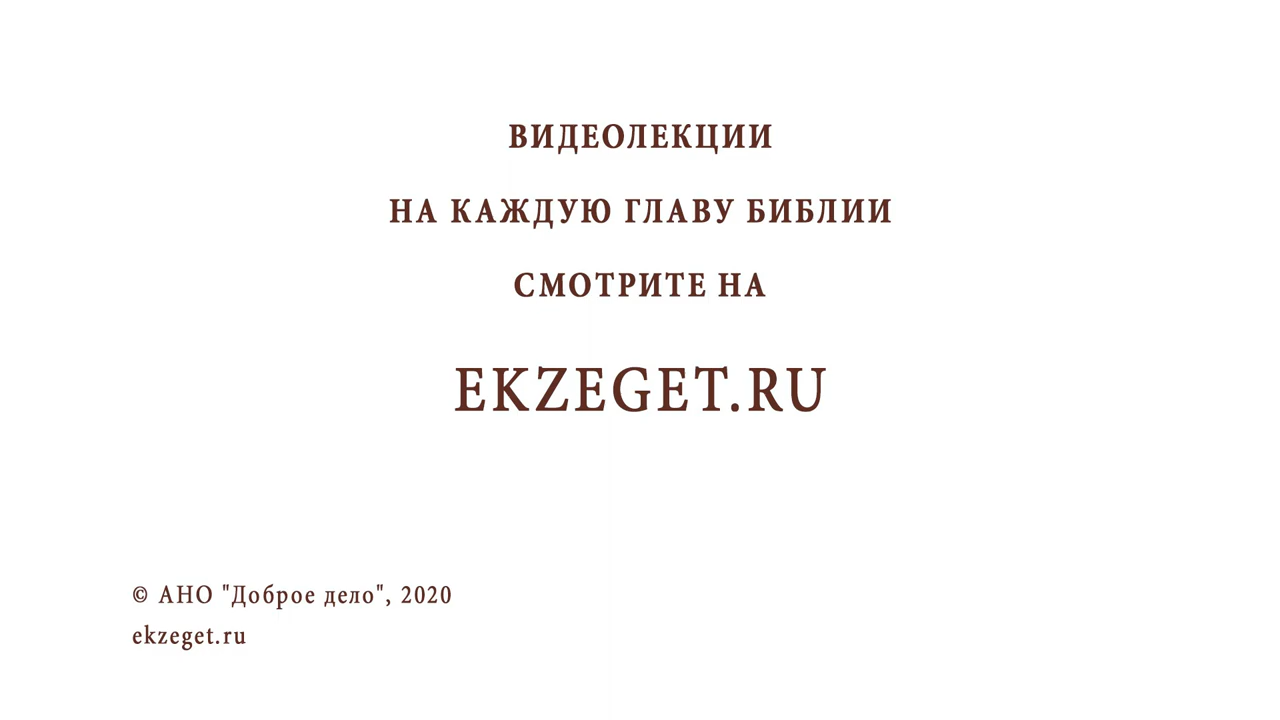 ВИДЕОЛЕКЦИИ
НА КАЖДУЮ ГЛАВУ БИБЛИИ
СМОТРИТЕ НА
EKZEGET.RU
© АНО "Доброе дело", 2020
ekzeget.ru